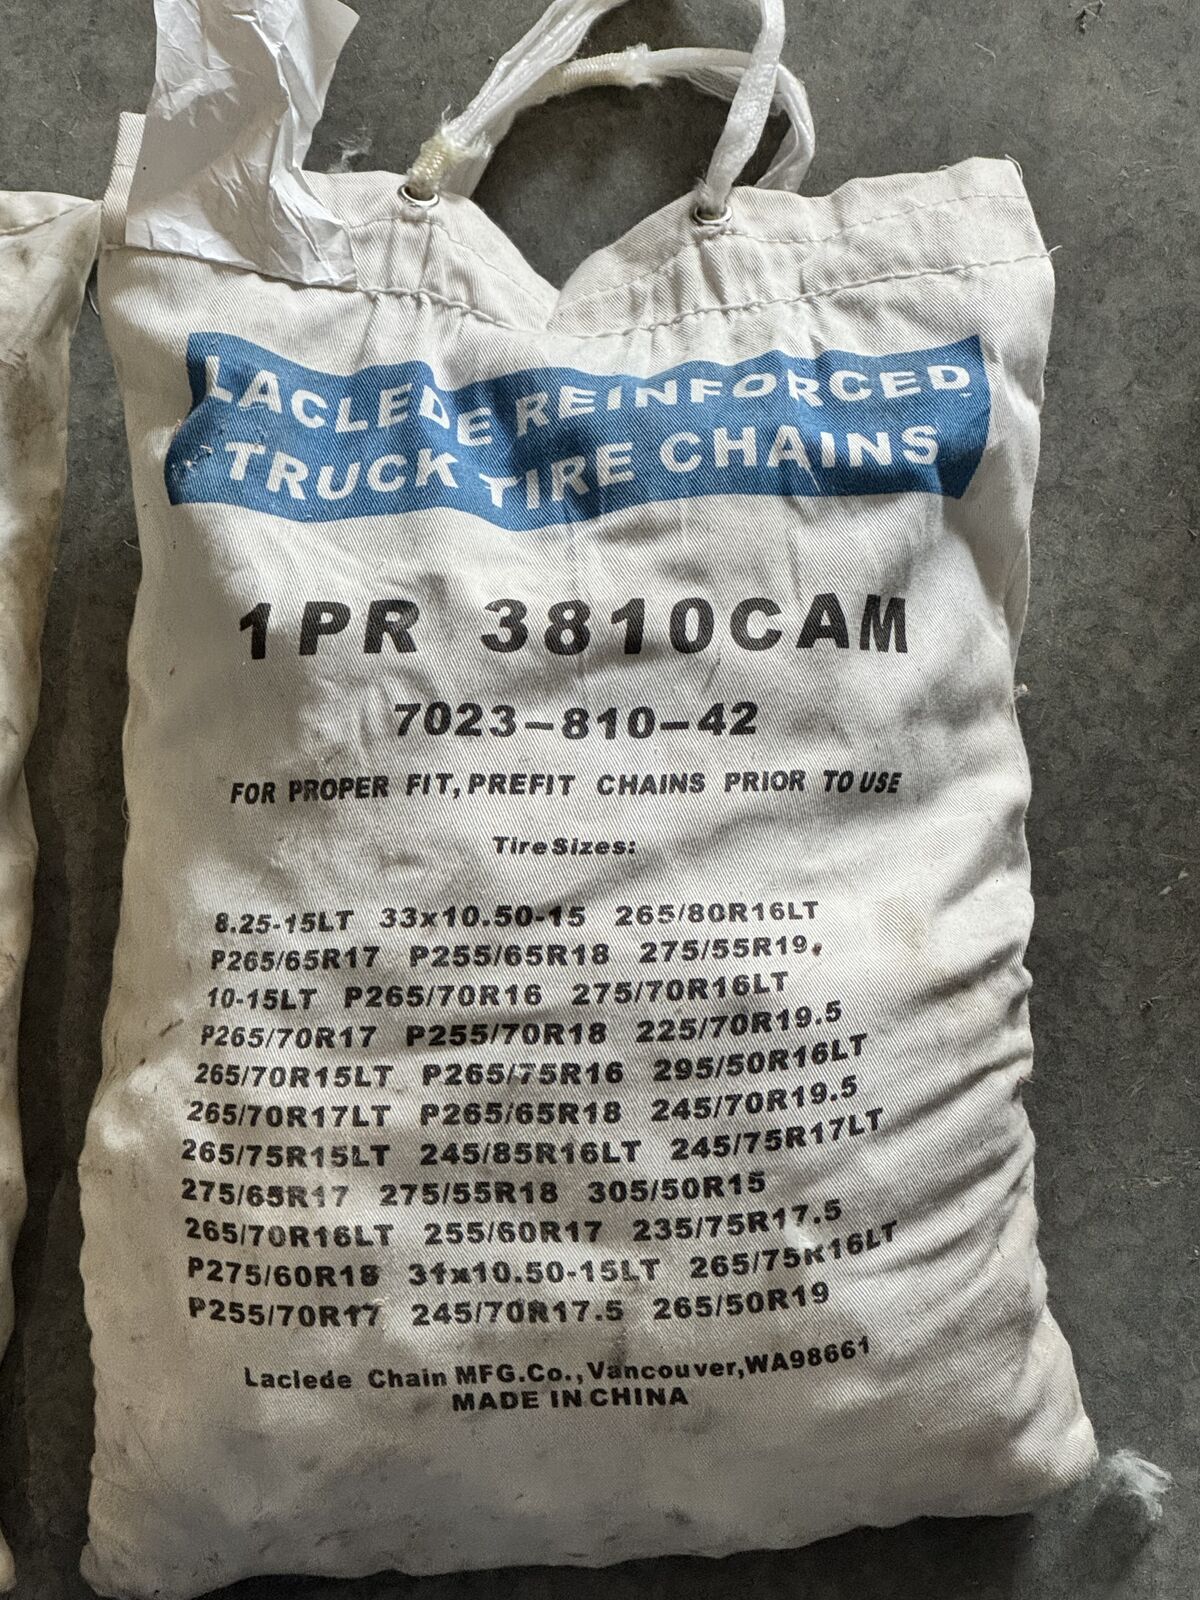 LACLEDE REINFORCED
TRUCK TIRE CHAINS
1PR 3810CAM
7023-810-42
FOR PROPER FIT, PREFIT CHAINS PRIOR TO USE
Tire Sizes:
8.25-15LT 33x10.50-15 265/80R16LT
P265/65R17 P255/65R18 275/55R19
10-15LT P265/70R16 275/70R16LT
P265/70R17 P255/70R18 225/70R19.5
265/70R15LT P265/75R16 295/50R16LT
265/70R17LT P265/65R18 245/70R19.5
265/75R15LT 245/85R16LT 245/75R17LT
275/65R17 275/55R18 305/50R15
265/70R16LT 255/60R17 235/75R17.5
P275/60R18 31x10.50-15LT 265/75R16LT
P255/70R17 245/70R17.5 265/50R19
Laclede Chain MFG.Co., Vancouver, WA98661
MADE IN CHINA